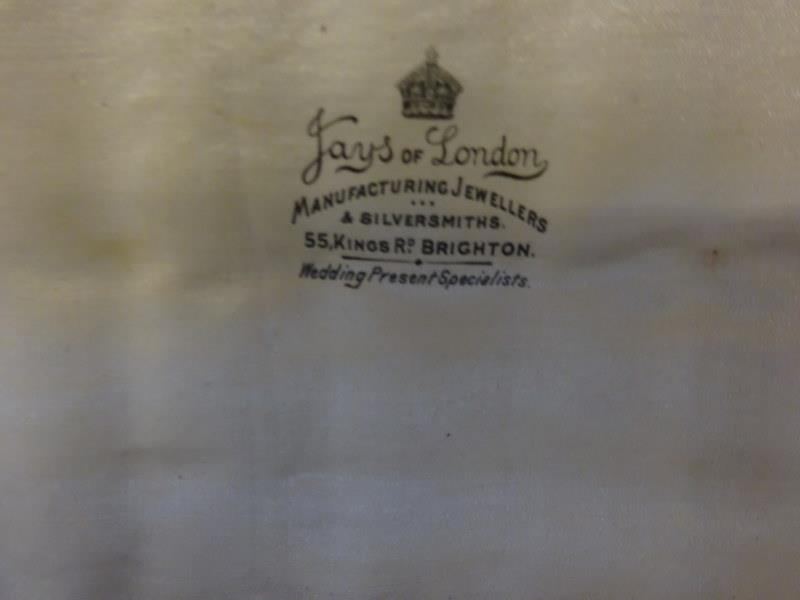 Jays OF London
MANUFACTURING JEWELLERS
& SILVERSMITHS.
55, KINGS RD. BRIGHTON.
Wedding Present Specialists.